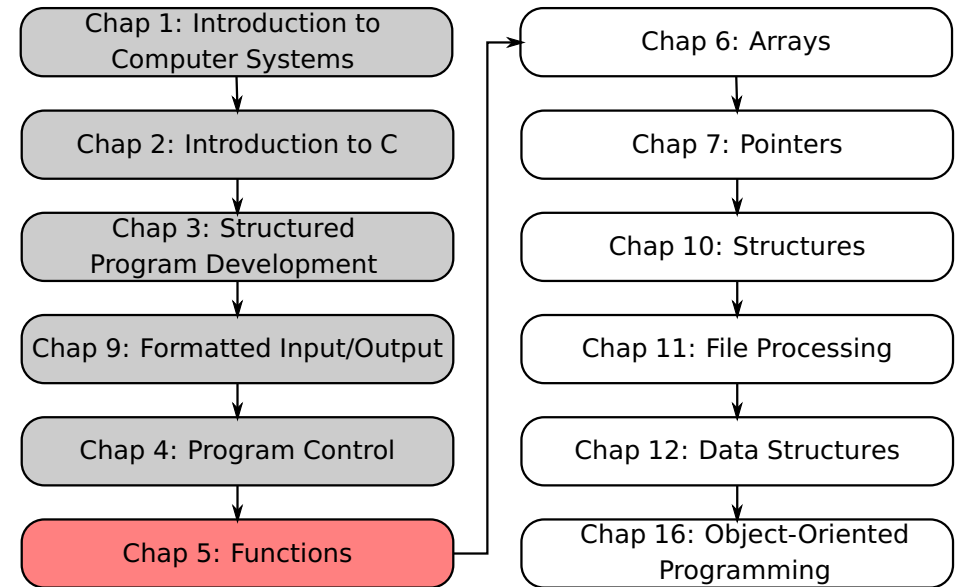 Chap 1: Introduction to
Computer Systems
Chap 2: Introduction to C
Chap 3: Structured
Program Development
Chap 9: Formatted Input/Output
Chap 4: Program Control
Chap 5: Functions
Chap 6: Arrays
Chap 7: Pointers
Chap 10: Structures
Chap 11: File Processing
Chap 12: Data Structures
Chap 16: Object-Oriented
Programming